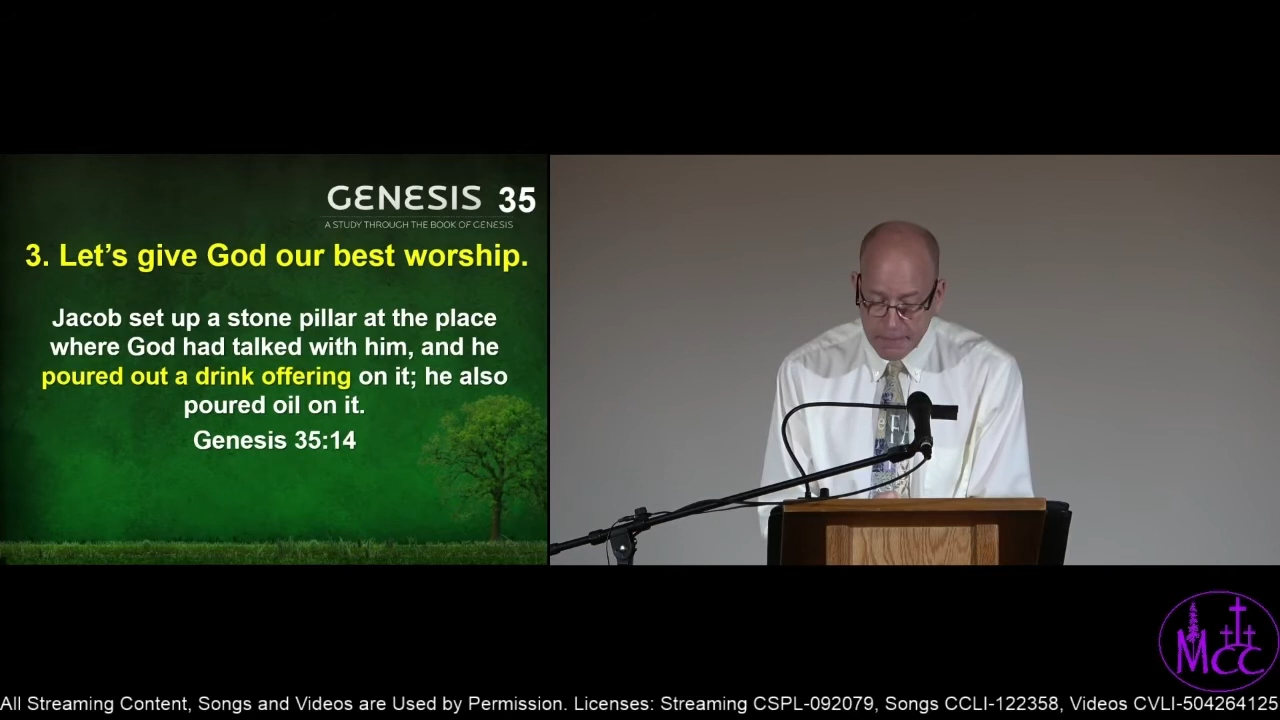 GENESIS 35
A STUDY THROUGH THE BOOK OF GENESIS
3. Let’s give God our best worship.
Jacob set up a stone pillar at the place
where God had talked with him, and he
poured out a drink offering on it; he also
poured oil on it.
Genesis 35:14
MCC
All Streaming Content, Songs and Videos are Used by Permission. Licenses: Streaming CSPL-092079, Songs CCLI-122358, Videos CVLI-504264125